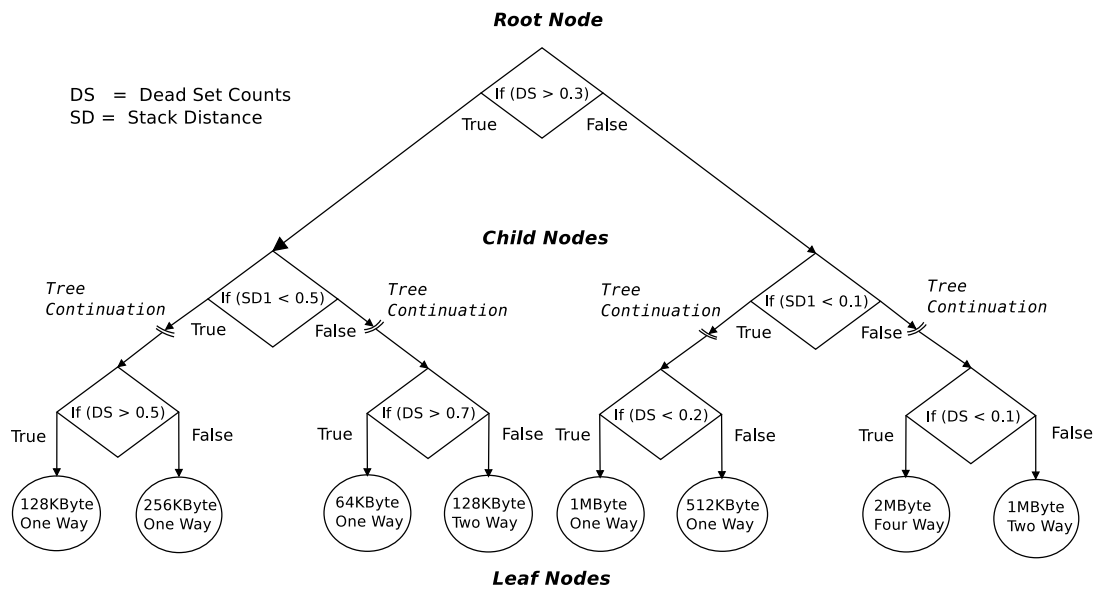 Root Node
DS = Dead Set Counts
SD = Stack Distance
If (DS > 0.3)
True
False
Child Nodes
Tree
Continuation
If (SD1 < 0.5)
True
False
Tree
Continuation
Tree
Continuation
If (SD1 < 0.1)
True
False
Tree
Continuation
If (DS > 0.5)
True
False
If (DS > 0.7)
True
False
If (DS < 0.2)
True
False
If (DS < 0.1)
True
False
128KByte
One Way
256KByte
One Way
64KByte
One Way
128KByte
Two Way
1MByte
One Way
512KByte
One Way
2MByte
Four Way
1MByte
Two Way
Leaf Nodes